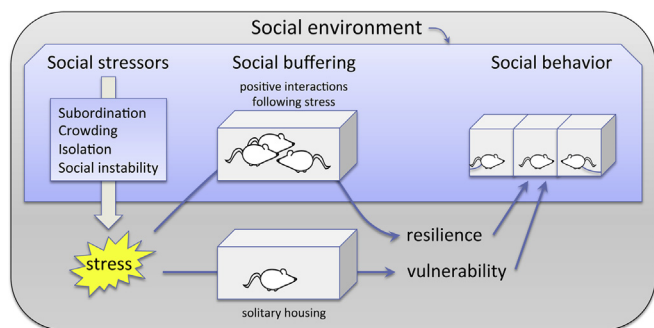 Social environment
Social stressors
Social buffering
Social behavior
positive interactions
following stress
Subordination
Crowding
Isolation
Social instability
resilience
stress
vulnerability
solitary housing